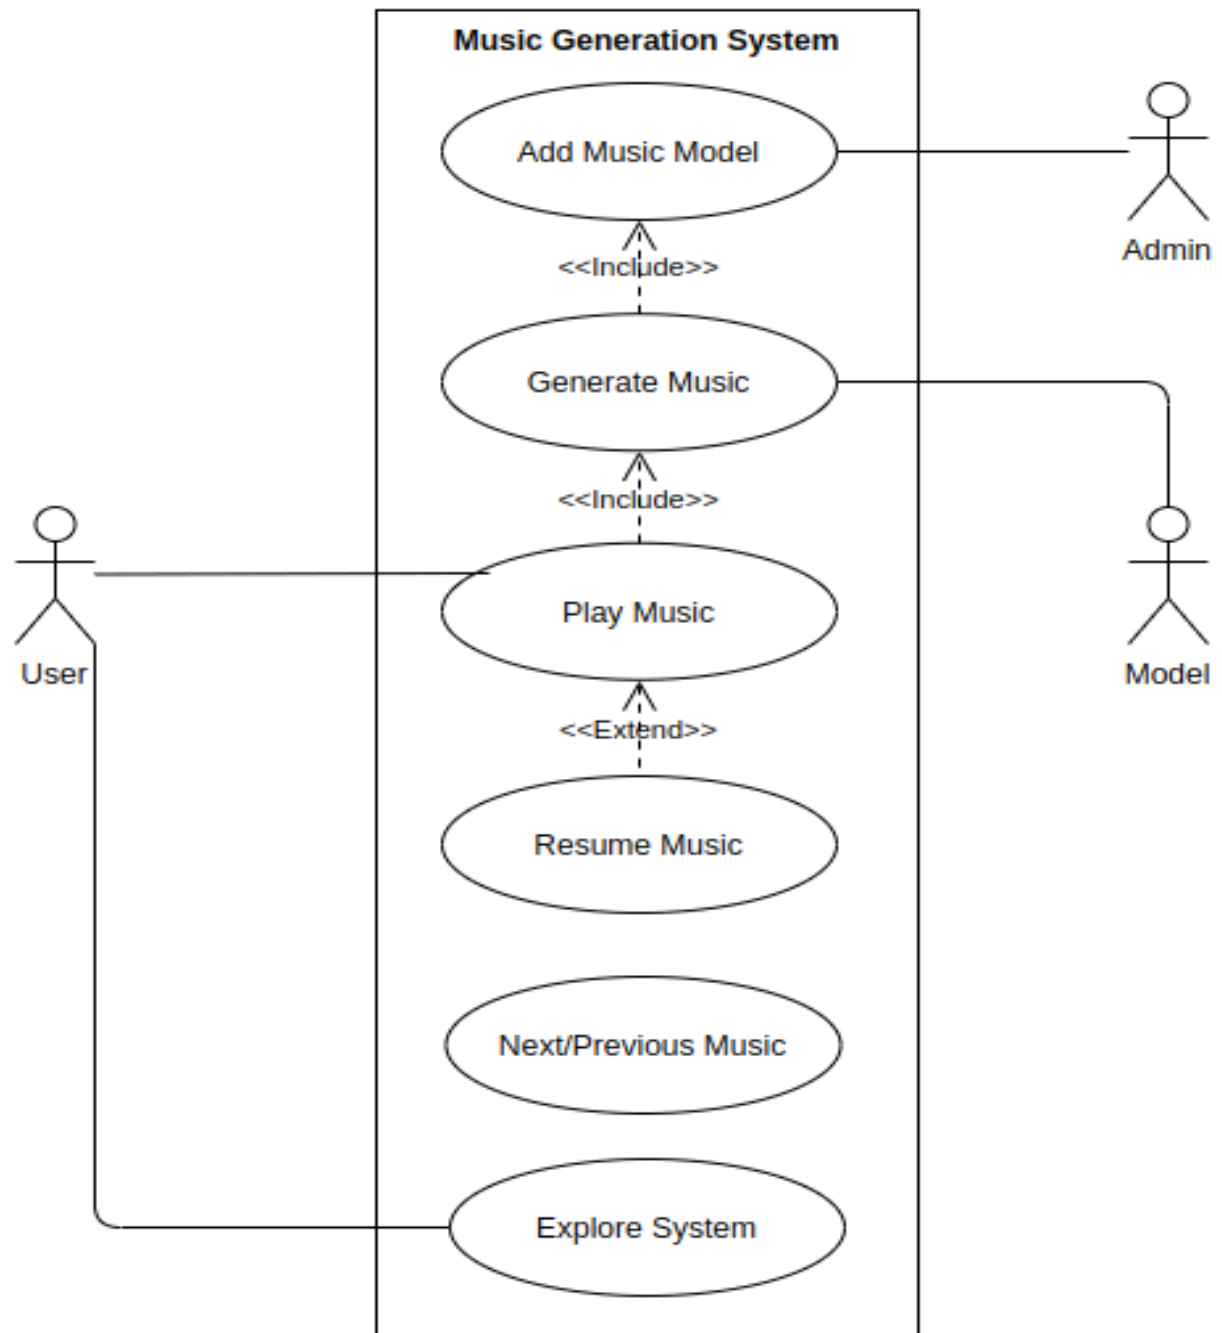 Music Generation System
Add Music Model
Admin
<<Include>>
Generate Music
<<Include>>
Play Music
User
Model
<<Extend>>
Resume Music
Next/Previous Music
Explore System